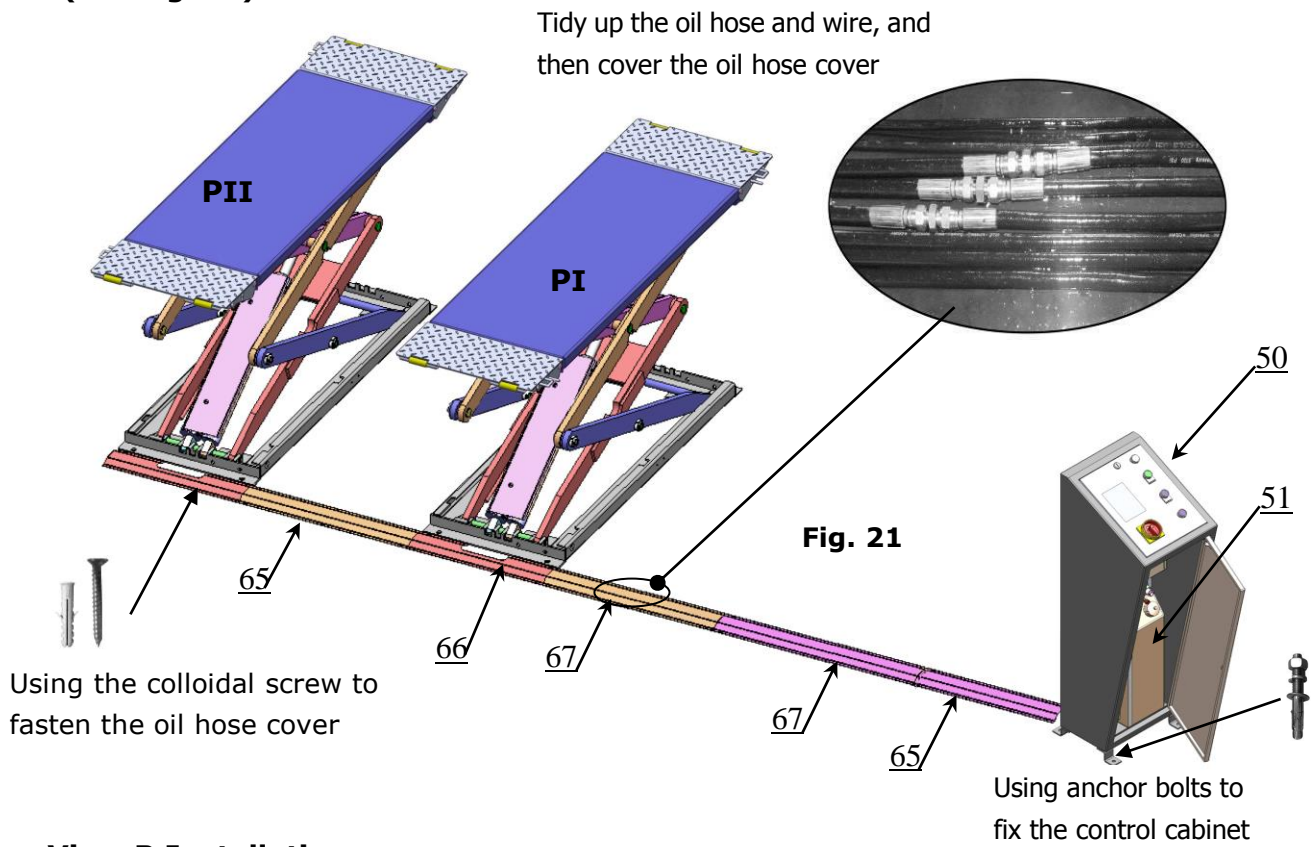 Tidy up the oil hose and wire, and
then cover the oil hose cover
PII
PI
50
51
Fig. 21
65
66
67
67
65
Using the colloidal screw to
fasten the oil hose cover
Using anchor bolts to
fix the control cabinet